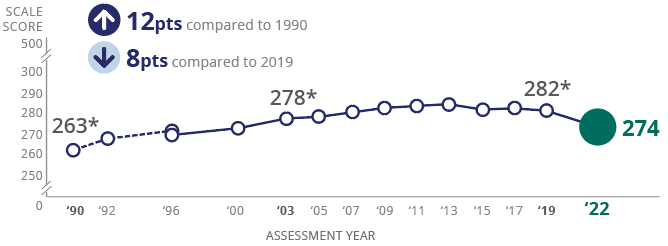 SCALE
SCORE
12pts compared to 1990
8pts compared to 2019
500
300
290
280
270
260
250
0
263*
278*
282*
274
‘90 ‘92 ‘96 ‘00 ‘03 ‘05 ‘07 ‘09 ‘11 ‘13 ‘15 ‘17 ‘19 ‘22
ASSESSMENT YEAR